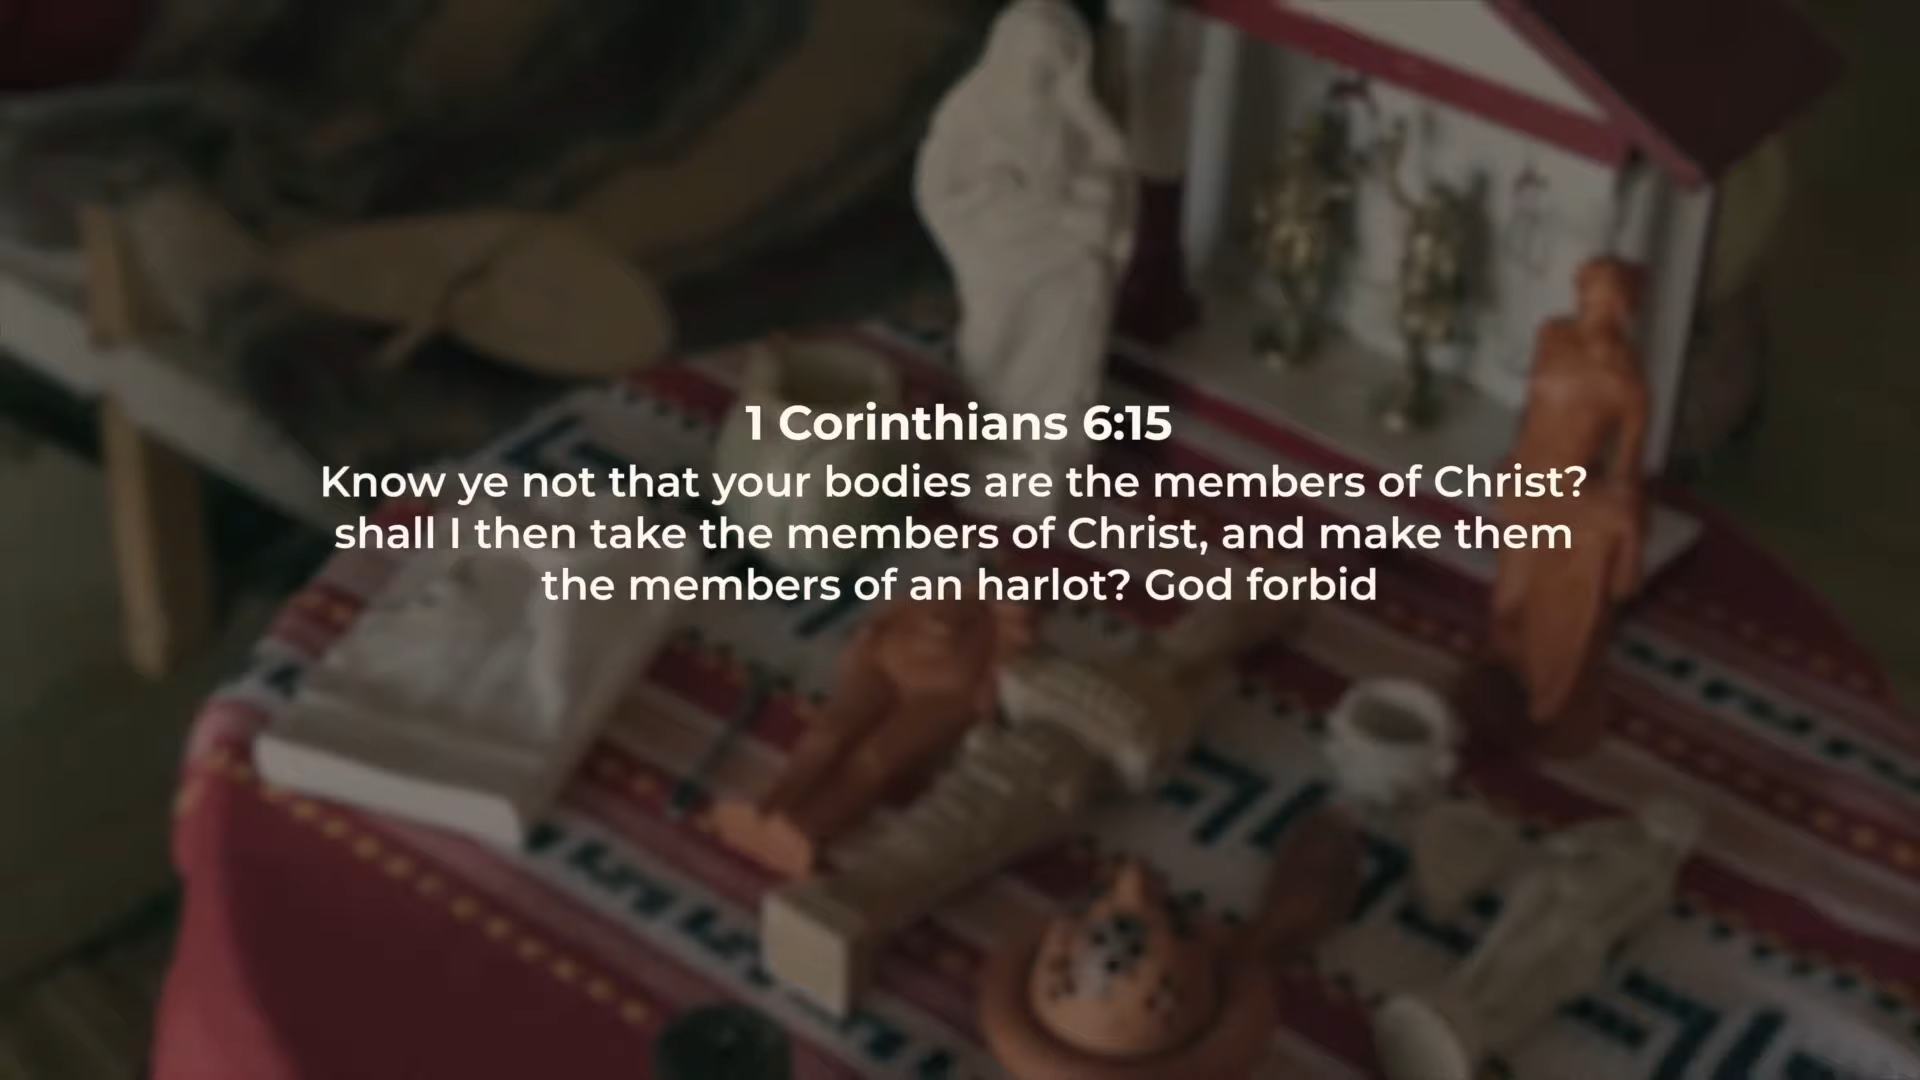 1 Corinthians 6:15
Know ye not that your bodies are the members of Christ?
shall I then take the members of Christ, and make them
the members of an harlot? God forbid